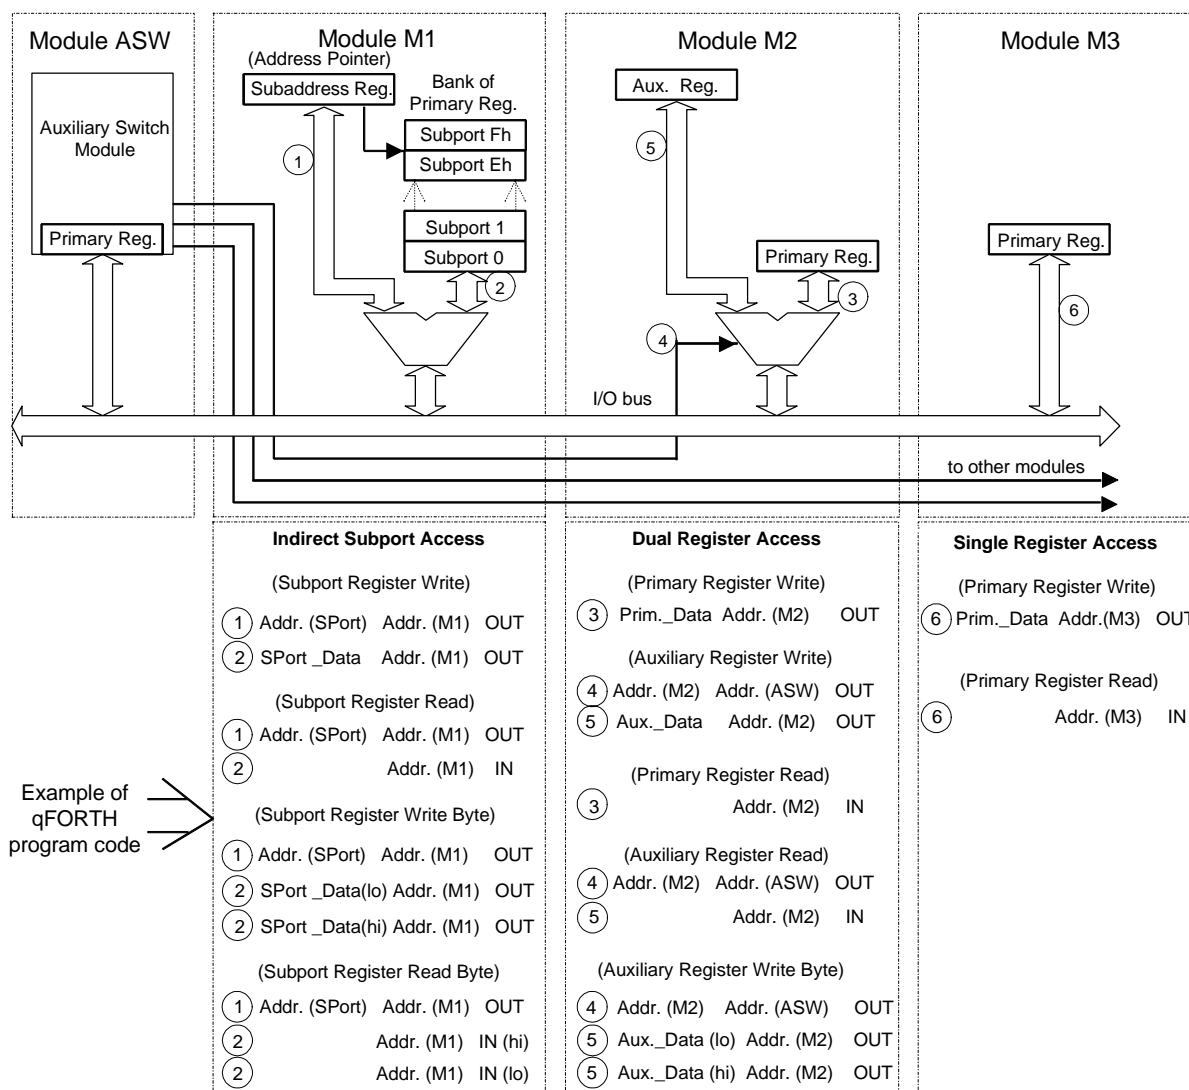 Module ASW
Auxiliary Switch
Module
Primary Reg.
Module M1
(Address Pointer)
Subaddress Reg.
Bank of
Primary Reg.
Subport Fh
Subport Eh
Subport 1
Subport 0
1
2
Module M2
Aux. Reg.
5
Primary Reg.
3
4
Module M3
Primary Reg.
6
I/O bus
to other modules
Example of
qFORTH
program code
Indirect Subport Access
(Subport Register Write)
1 Addr. (SPort) Addr. (M1) OUT
2 SPort _Data Addr. (M1) OUT
(Subport Register Read)
1 Addr. (SPort) Addr. (M1) OUT
2 Addr. (M1) IN
(Subport Register Write Byte)
1 Addr. (SPort) Addr. (M1) OUT
2 SPort _Data(lo) Addr. (M1) OUT
2 SPort _Data(hi) Addr. (M1) OUT
(Subport Register Read Byte)
1 Addr. (SPort) Addr. (M1) OUT
2 Addr. (M1) IN (hi)
2 Addr. (M1) IN (lo)
Dual Register Access
(Primary Register Write)
3 Prim._Data Addr. (M2) OUT
(Auxiliary Register Write)
4 Addr. (M2) Addr. (ASW) OUT
5 Aux._Data Addr. (M2) OUT
(Primary Register Read)
3 Addr. (M2) IN
(Auxiliary Register Read)
4 Addr. (M2) Addr. (ASW) OUT
5 Addr. (M2) IN
(Auxiliary Register Write Byte)
4 Addr. (M2) Addr. (ASW) OUT
5 Aux._Data (lo) Addr. (M2) OUT
5 Aux._Data (hi) Addr. (M2) OUT
Single Register Access
(Primary Register Write)
6 Prim._Data Addr.(M3) OUT
(Primary Register Read)
6 Addr. (M3) IN